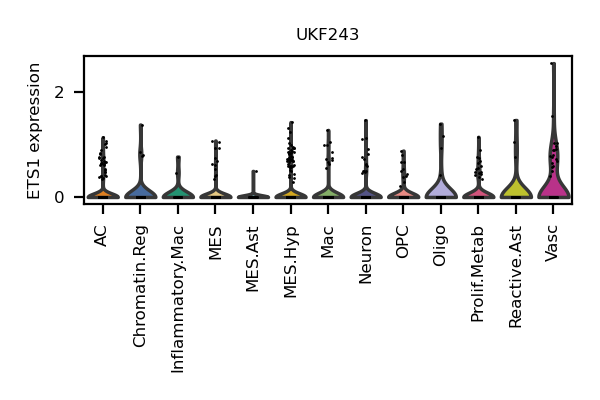 UKF243
ETS1 expression
2
0
AC
Chromatin.Reg
Inflammatory.Mac
MES
MES.Ast
MES.Hyp
Mac
Neuron
OPC
Oligo
Prolif.Metab
Reactive.Ast
Vasc